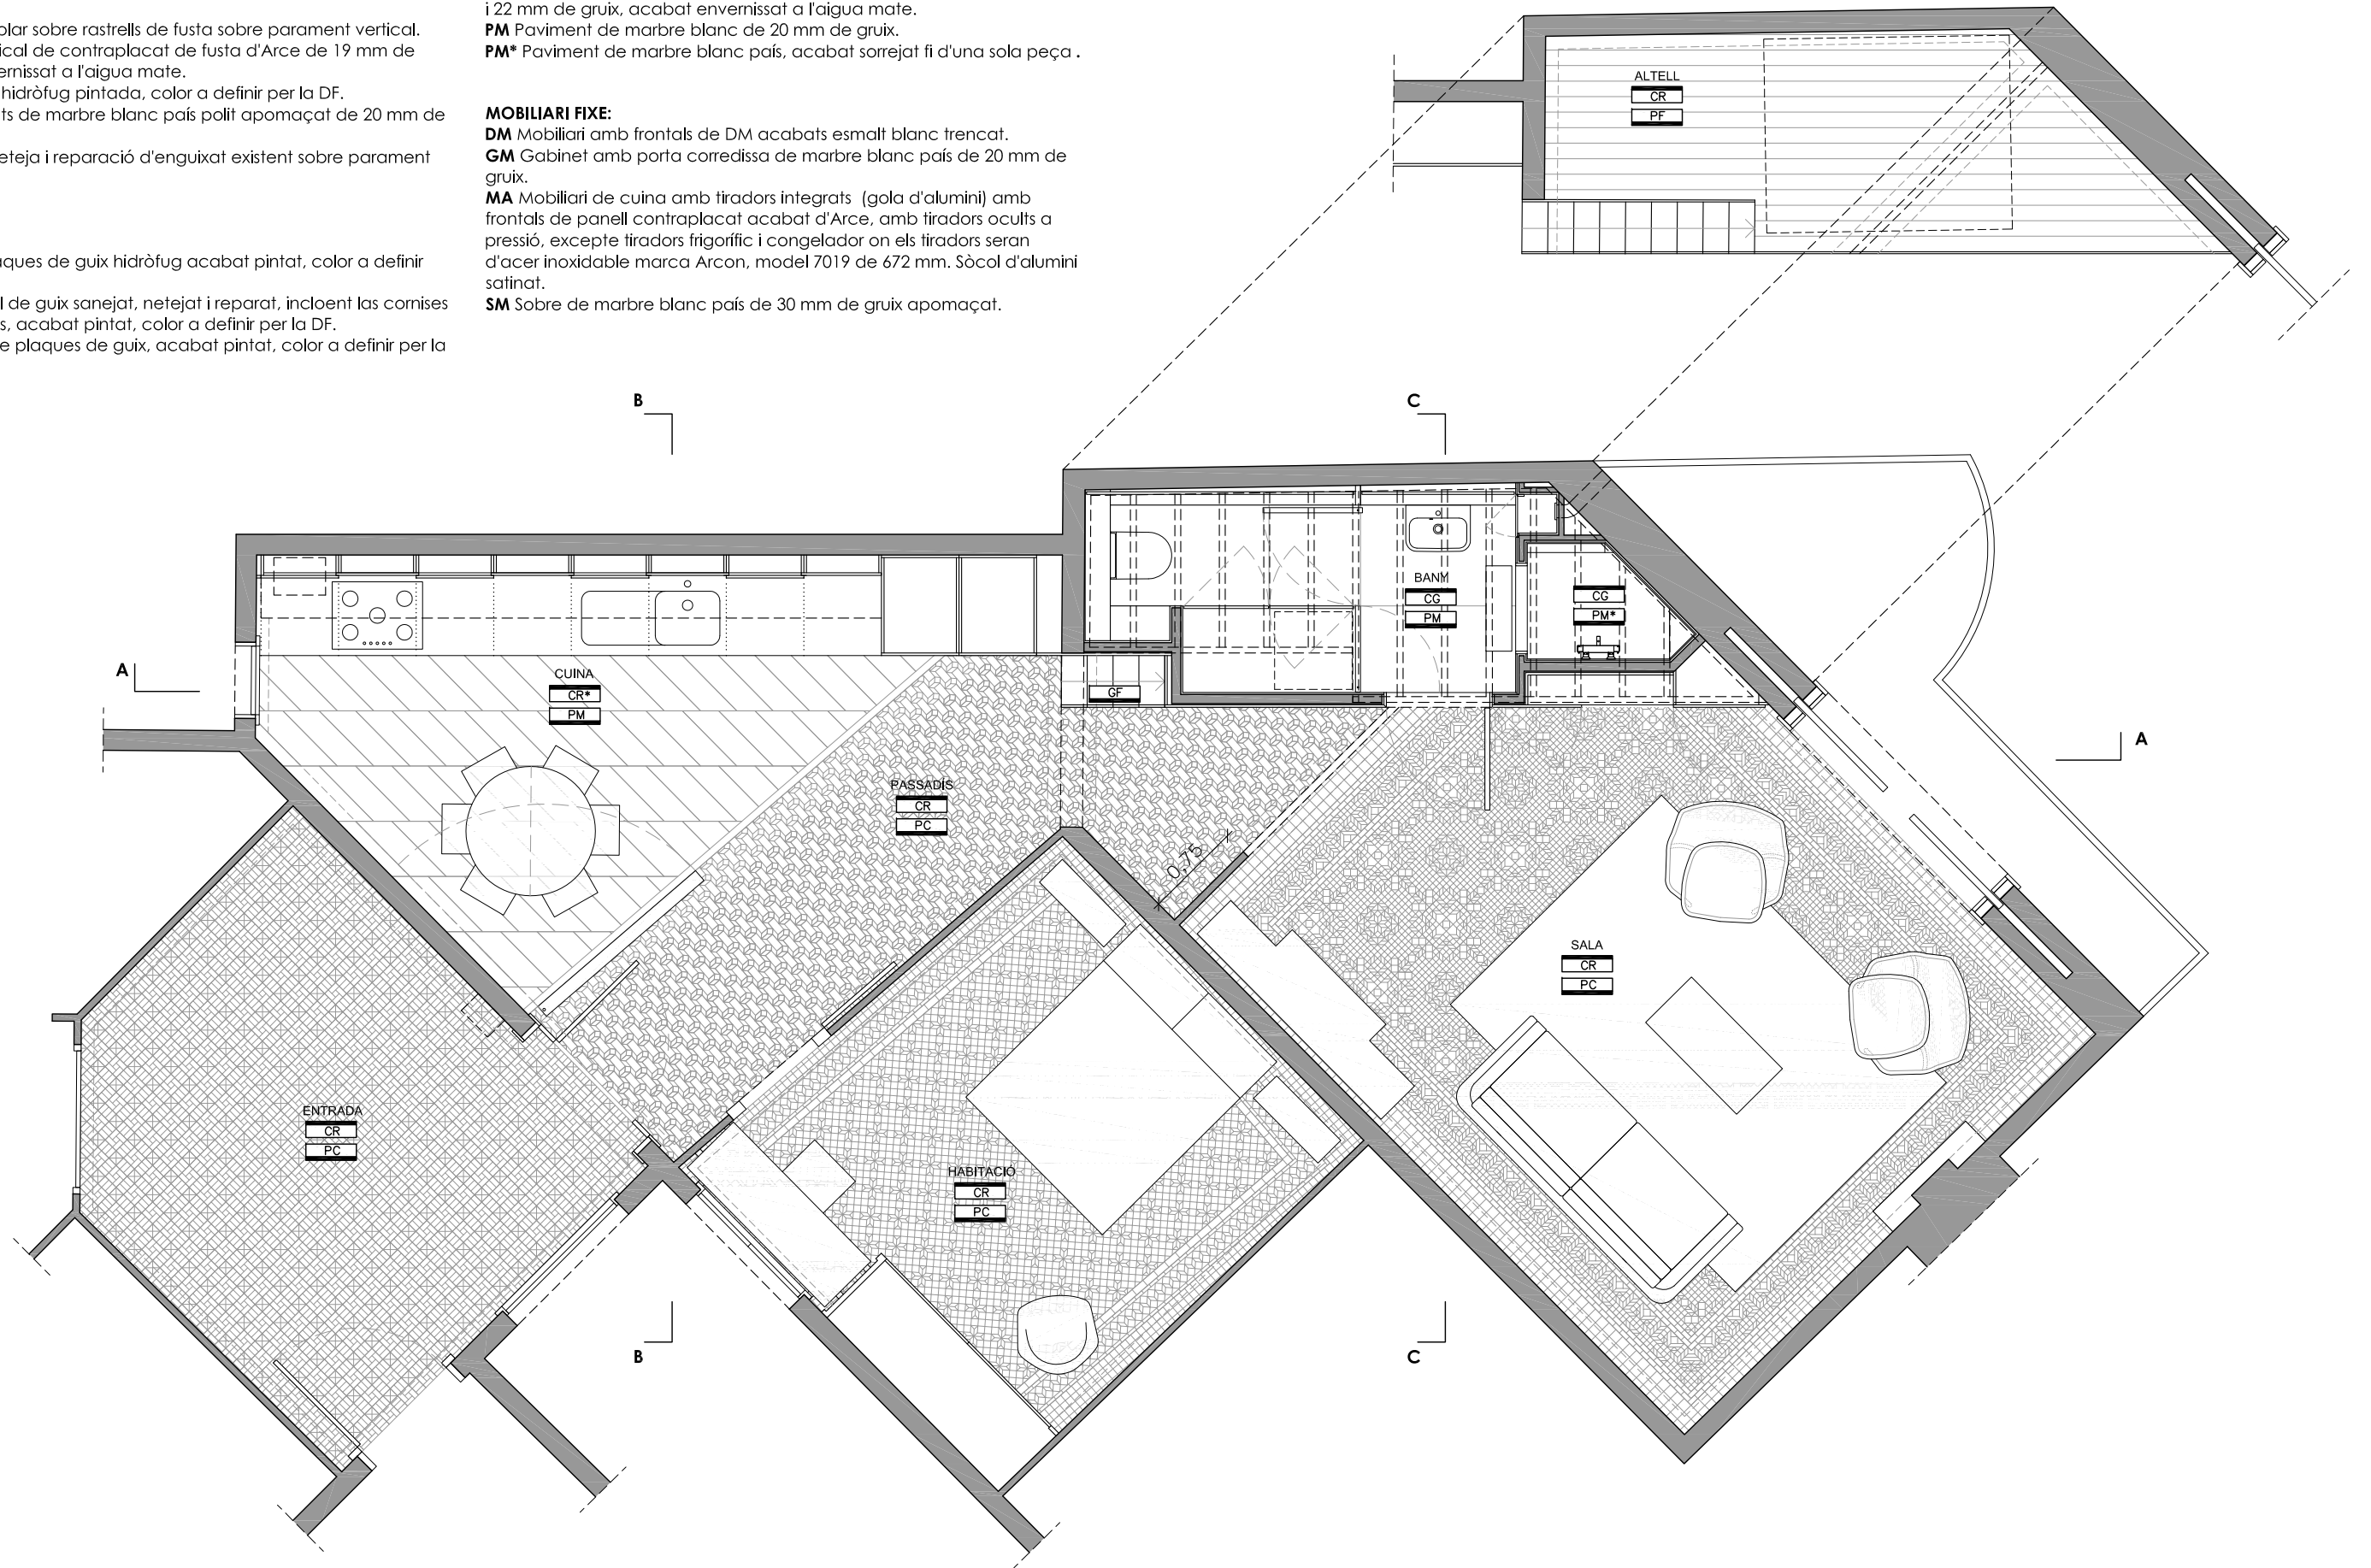 plar sobre rastrells de fusta sobre parament vertical.
ical de contraplacat de fusta d'Arce de 19 mm de
ernissat a l'aigua mate.
hidròfug pintada, color a definir per la DF.
ts de marbre blanc país polit apomaçat de 20 mm de
eteja i reparació d'enguixat existent sobre parament
aques de guix hidròfug acabat pintat, color a definir
l de guix sanejat, netejat i reparat, incloent las cornises
s, acabat pintat, color a definir per la DF.
e plaques de guix, acabat pintat, color a definir per la
i 22 mm de gruix, acabat envernissat a l'aigua mate.
PM Paviment de marbre blanc de 20 mm de gruix.
PM* Paviment de marbre blanc país, acabat sorrejat fi d'una sola peça .
MOBILIARI FIXE:
DM Mobiliari amb frontals de DM acabats esmalt blanc trencat.
GM Gabinet amb porta corredissa de marbre blanc país de 20 mm de
gruix.
MA Mobiliari de cuina amb tiradors integrats (gola d'alumini) amb
frontals de panell contraplacat acabat d'Arce, amb tiradors ocults a
pressió, excepte tiradors frigorífic i congelador on els tiradors seran
d'acer inoxidable marca Arcon, model 7019 de 672 mm. Sòcol d'alumini
satinat.
SM Sobre de marbre blanc país de 30 mm de gruix apomaçat.
ALTELL
CR
PF
B
C
BANY
CG
PM
CG
PM*
A
CUINA
CR*
PM
GF
A
PASSADÍS
CR
PC
0,75
SALA
CR
PC
ENTRADA
CR
PC
HABITACIÓ
CR
PC
B
C